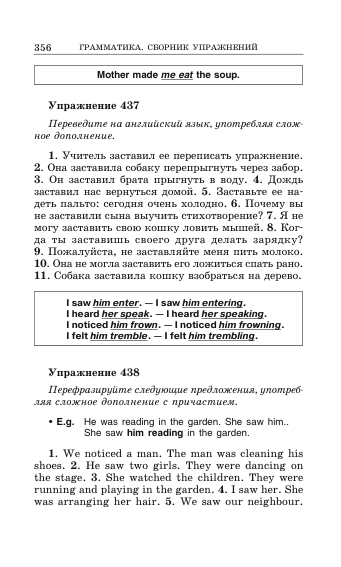 356 ГРАММАТИКА. СБОРНИК УПРАЖНЕНИЙ
Mother made me eat the soup.
Упражнение 437
Переведите на английский язык, употребляя слож-
ное дополнение.
1. Учитель заставил ее переписать упражнение.
2. Она заставила собаку перепрыгнуть через забор.
3. Он заставил брата прыгнуть в воду. 4. Дождь
заставил нас вернуться домой. 5. Заставьте ее на-
деть пальто: сегодня очень холодно. 6. Почему вы
не заставили сына выучить стихотворение? 7. Я не
могу заставить свою кошку ловить мышей. 8. Ког-
да ты заставишь своего друга делать зарядку?
9. Пожалуйста, не заставляйте меня пить молоко.
10. Она не могла заставить его ложиться спать рано.
11. Собака заставила кошку взобраться на дерево.
I saw him enter. — I saw him entering.
I heard her speak. — I heard her speaking.
I noticed him frown. — I noticed him frowning.
I felt him tremble. — I felt him trembling.
Упражнение 438
Перефразируйте следующие предложения, употреб-
ляя сложное дополнение с причастием.
• E.g. He was reading in the garden. She saw him..
She saw him reading in the garden.
1. We noticed a man. The man was cleaning his
shoes. 2. He saw two girls. They were dancing on
the stage. 3. She watched the children. They were
running and playing in the garden. 4. I saw her. She
was arranging her hair. 5. We saw our neighbour.